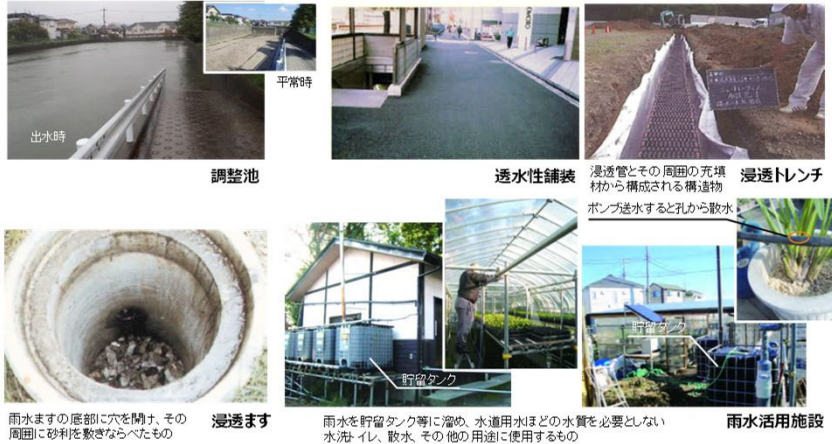 出水時
平常時
調整池
透水性舗装
浸透管とその周囲の充填
材から構成される構造物
浸透トレンチ
ポンプ送水すると孔から散水
雨水ますの底部に穴を開け、その
周囲に砂利を敷きならべたもの
浸透ます
貯留タンク
雨水を貯留タンク等に溜め、水道用水ほどの水質を必要としない
水洗トイレ、散水、その他の用途に使用するもの
貯留タンク
雨水活用施設